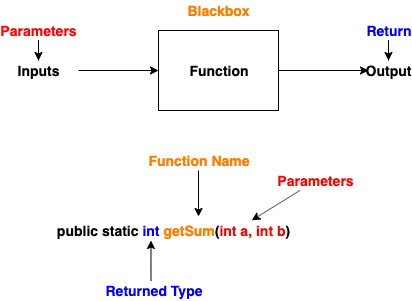 Blackbox
Parameters
Return
Inputs
Function
Output
Function Name
Parameters
public static int getSum(int a, int b)
Returned Type